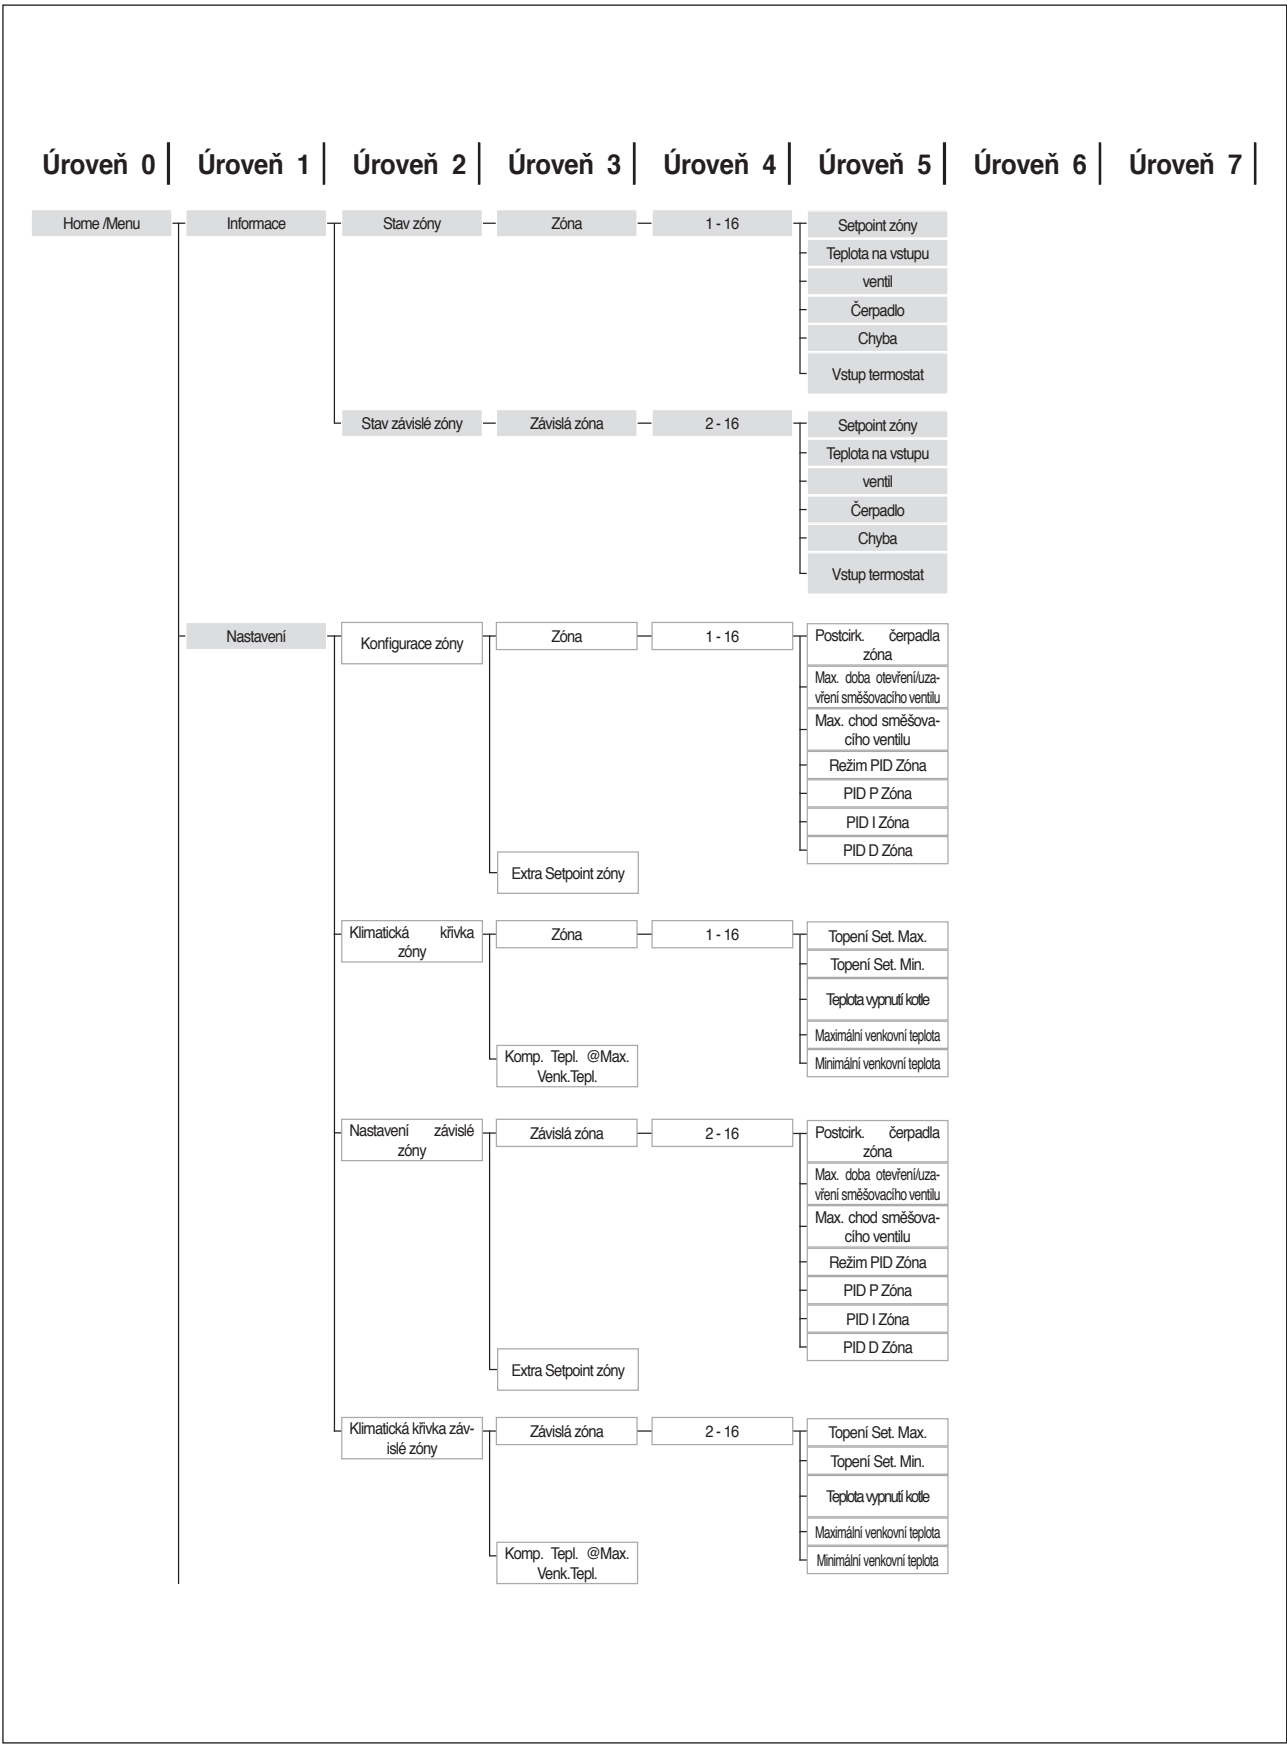 Úroveň 0 Úroveň 1 Úroveň 2 Úroveň 3 Úroveň 4 Úroveň 5 Úroveň 6 Úroveň 7
Home /Menu Informace Stav zóny Zóna 1 - 16 Setpoint zóny
Teplota na vstupu
ventil
Čerpadlo
Chyba
Vstup termostat
Stav závislé zóny Závislá zóna 2 - 16 Setpoint zóny
Teplota na vstupu
ventil
Čerpadlo
Chyba
Vstup termostat
Nastavení Konfigurace zóny Zóna 1 - 16 Postcirk. čerpadla
zóna
Max. doba otevření/uza-
vření směšovacího ventilu
Max. chod směšova-
cího ventilu
Režim PID Zóna
PID P Zóna
PID I Zóna
PID D Zóna
Extra Setpoint zóny
Klimatická křivka
zóny
Zóna 1 - 16 Topení Set. Max.
Topení Set. Min.
Teplota vypnutí kotle
Maximální venkovní teplota
Minimální venkovní teplota
Komp. Tepl. @Max.
Venk.Tepl.
Nastavení závislé
zóny
Závislá zóna 2 - 16 Postcirk. čerpadla
zóna
Max. doba otevření/uza-
vření směšovacího ventilu
Max. chod směšova-
cího ventilu
Režim PID Zóna
PID P Zóna
PID I Zóna
PID D Zóna
Extra Setpoint zóny
Klimatická křivka záv-
islé zóny
Závislá zóna 2 - 16 Topení Set. Max.
Topení Set. Min.
Teplota vypnutí kotle
Maximální venkovní teplota
Minimální venkovní teplota
Komp. Tepl. @Max.
Venk.Tepl.